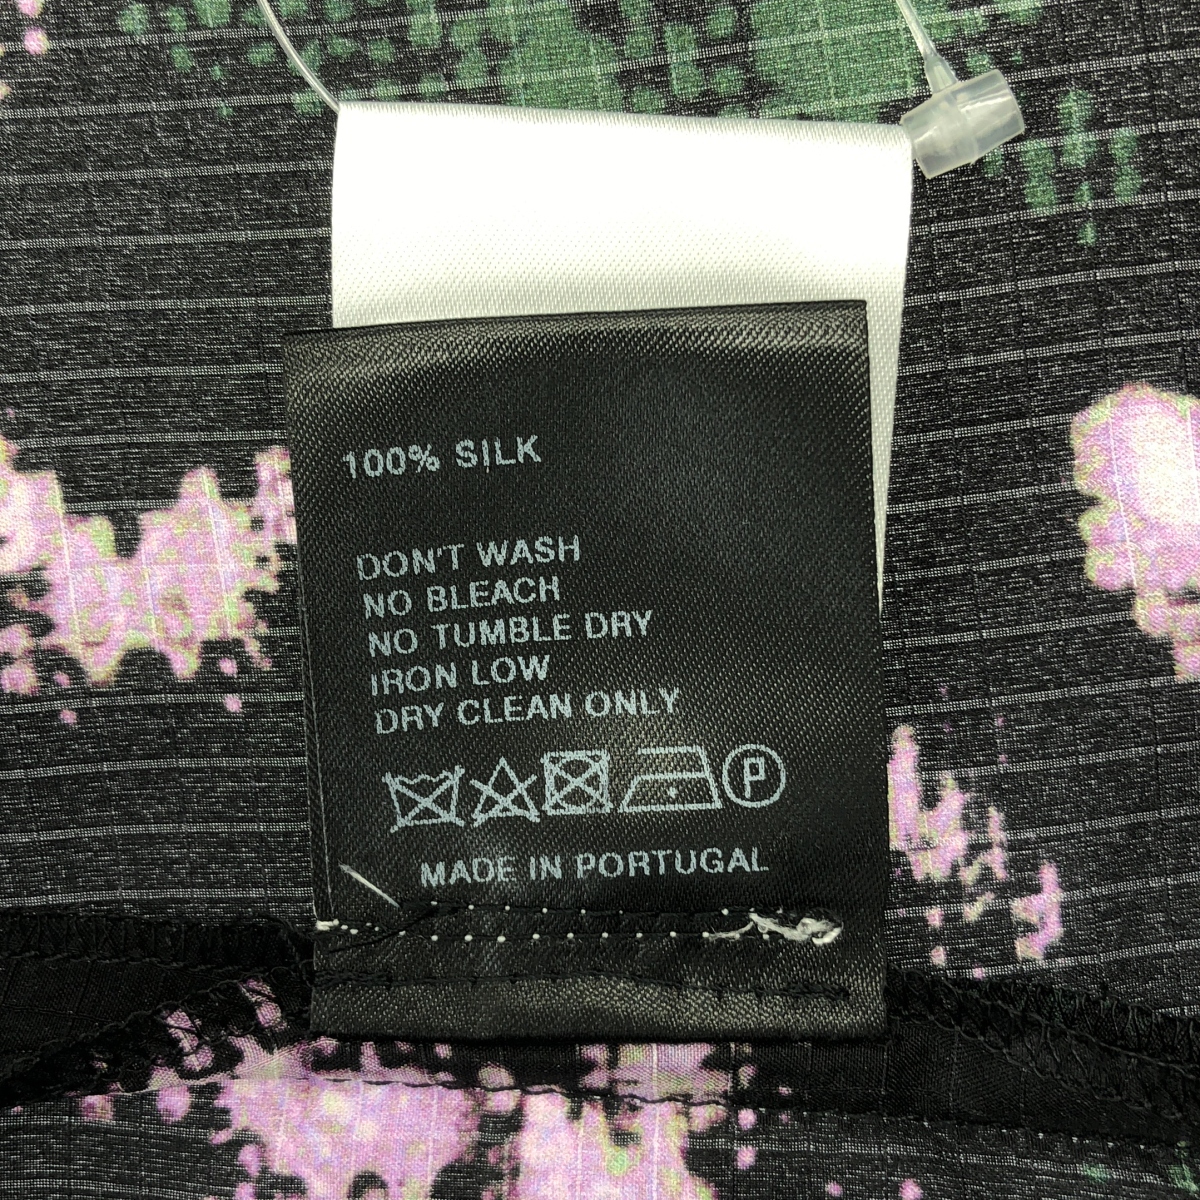 100% SILK
DON'T WASH
NO BLEACH
NO TUMBLE DRY
IRON LOW
DRY CLEAN ONLY
P
MADE IN PORTUGAL